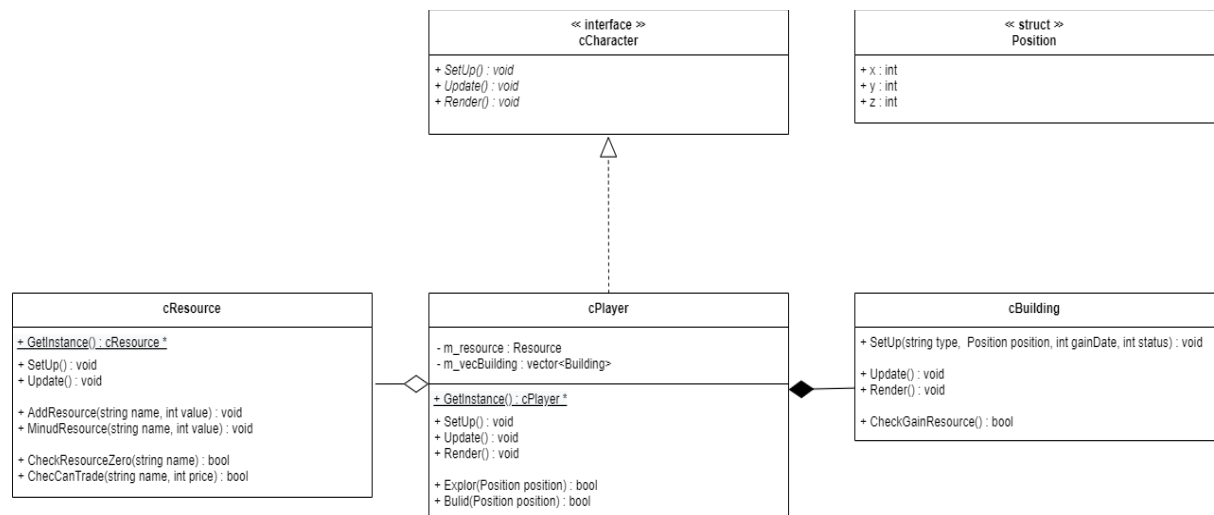 ≪ interface ≫
cCharacter
+ SetUp() : void
+ Update() : void
+ Render() : void
≪ struct ≫
Position
+ x : int
+ y : int
+ z : int
cResource
+ GetInstance() : cResource *
+ SetUp() : void
+ Update() : void
+ AddResource(string name, int value) : void
+ MinudResource(string name, int value) : void
+ CheckResourceZero(string name) : bool
+ ChecCanTrade(string name, int price) : bool
cPlayer
- m_resource : Resource
- m_vecBuilding : vector<Building>
+ GetInstance() : cPlayer *
+ SetUp() : void
+ Update() : void
+ Render() : void
+ Explor(Position position) : bool
+ Bulid(Position position) : bool
cBuilding
+ SetUp(string type, Position position, int gainDate, int status) : void
+ Update() : void
+ Render() : void
+ CheckGainResource() : bool